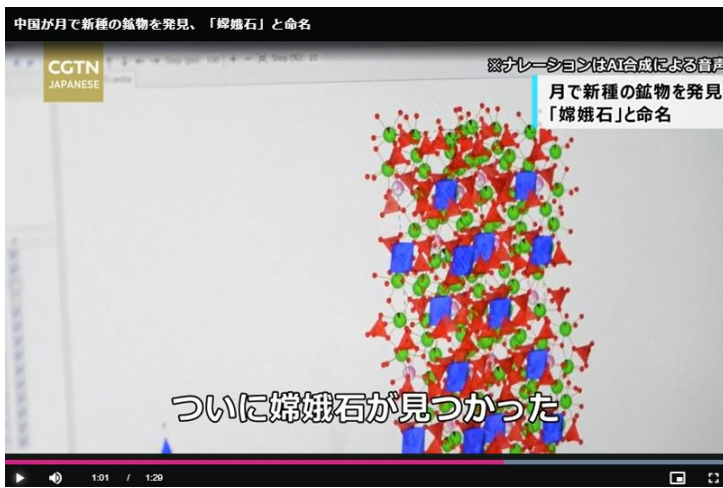 中国が月で新種の鉱物を発見、「嫦娥石」と命名
CGTN
JAPANESE
※ナレーションはAI合成による音声
月で新種の鉱物を発見
「嫦娥石」と命名
ついに嫦娥石が見つかった
1:01 / 1:29